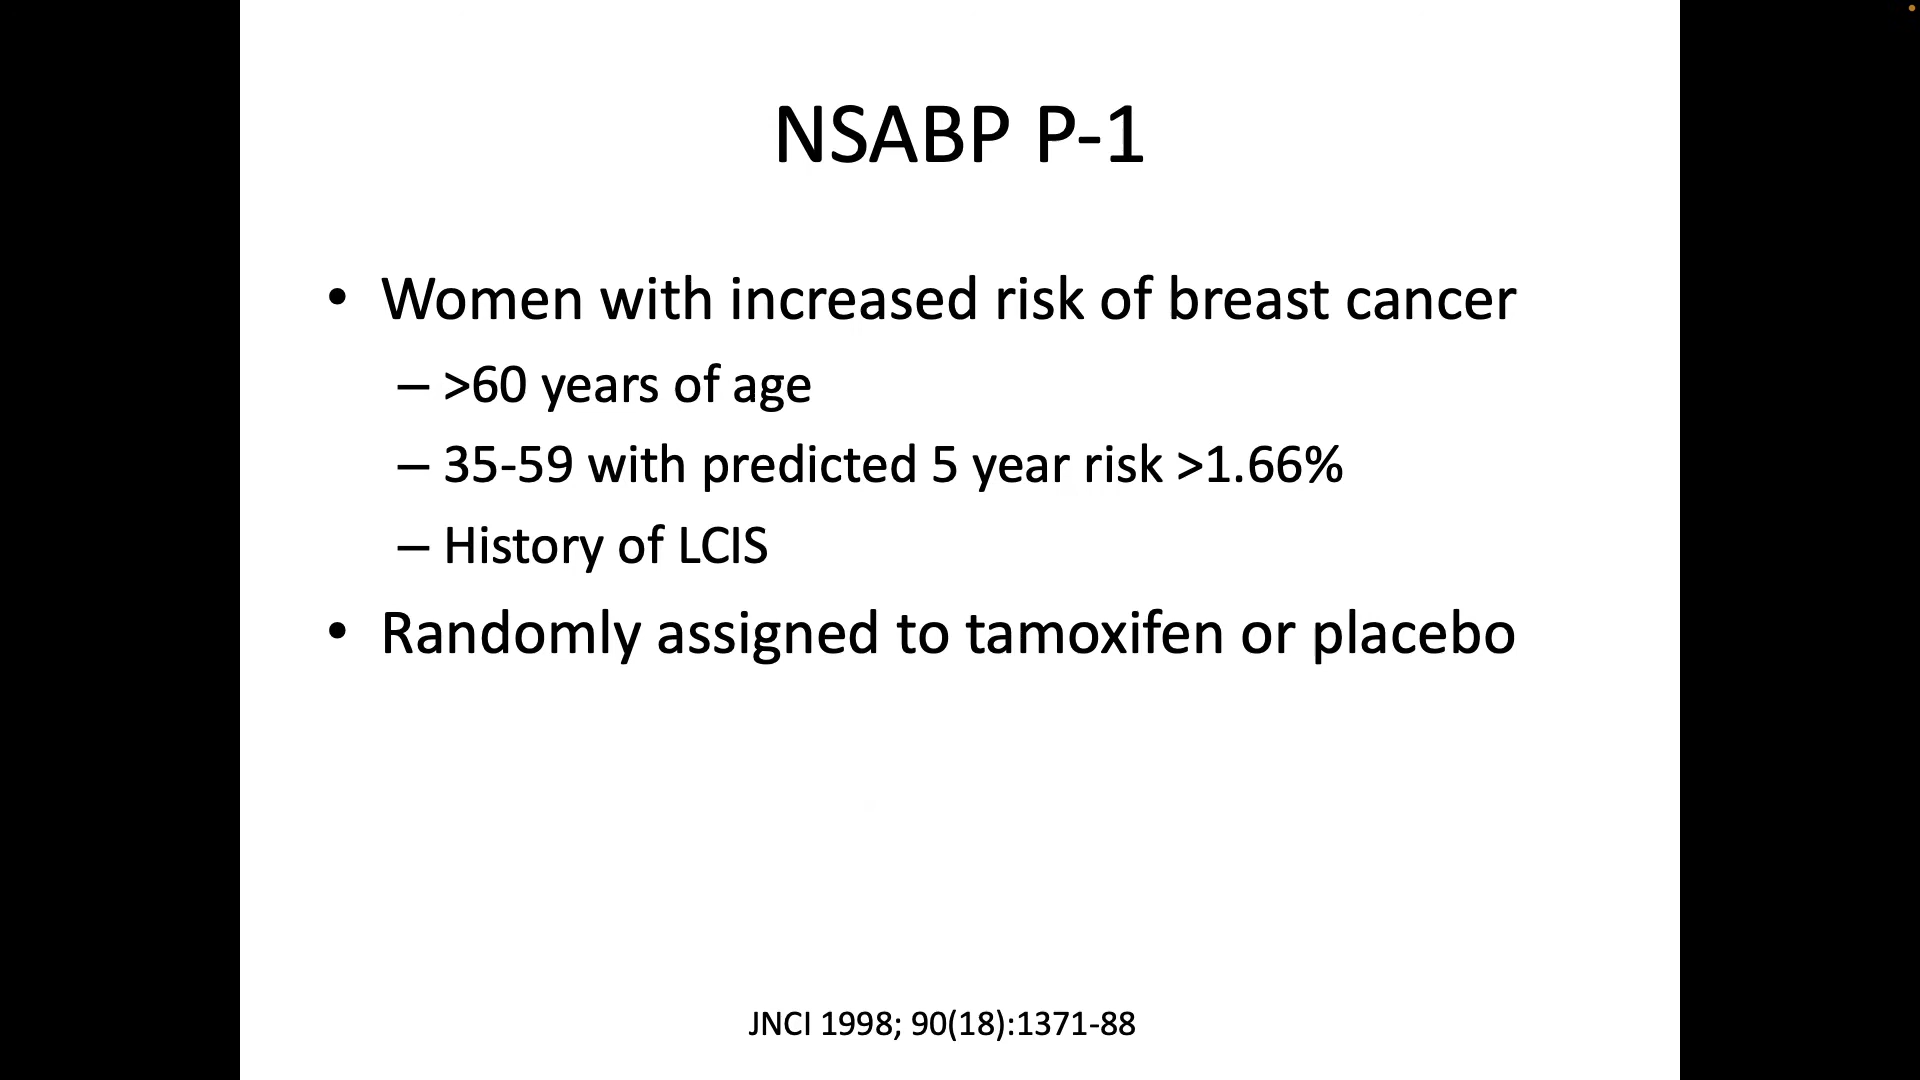 NSABP P-1
• Women with increased risk of breast cancer
– >60 years of age
– 35-59 with predicted 5 year risk >1.66%
– History of LCIS
• Randomly assigned to tamoxifen or placebo
JNCI 1998; 90(18):1371-88